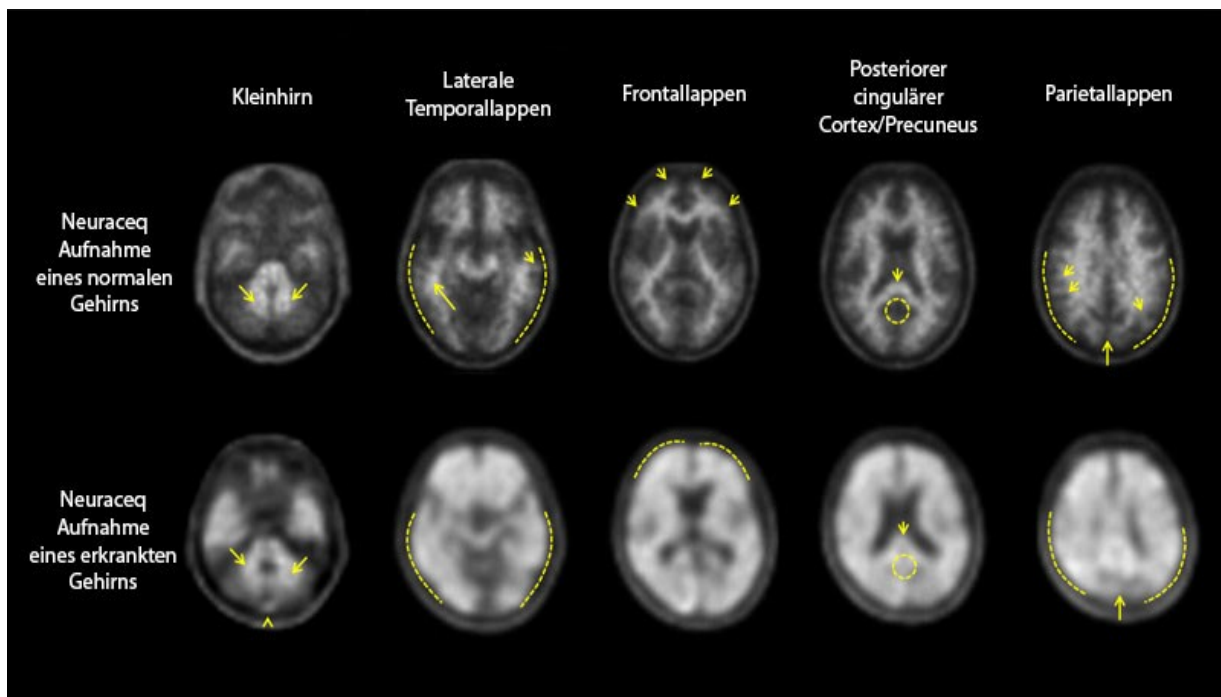 Kleinhirn
Laterale
Temporallappen
Frontallappen
Posteriorer
cingulärer
Cortex/Precuneus
Parietallappen
Neuraceq
Aufnahme
eines normalen
Gehirns
Neuraceq
Aufnahme
eines erkrankten
Gehirns